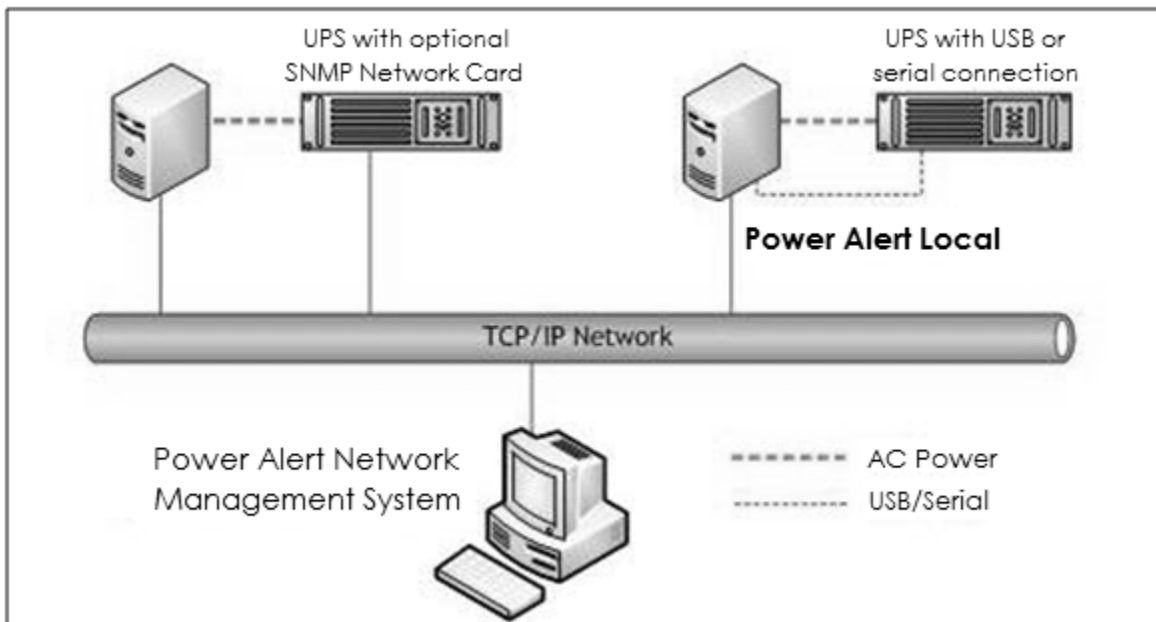 UPS with optional
SNMP Network Card
UPS with USB or
serial connection
Power Alert Local
TCP/IP Network
Power Alert Network
Management System
AC Power
USB/Serial